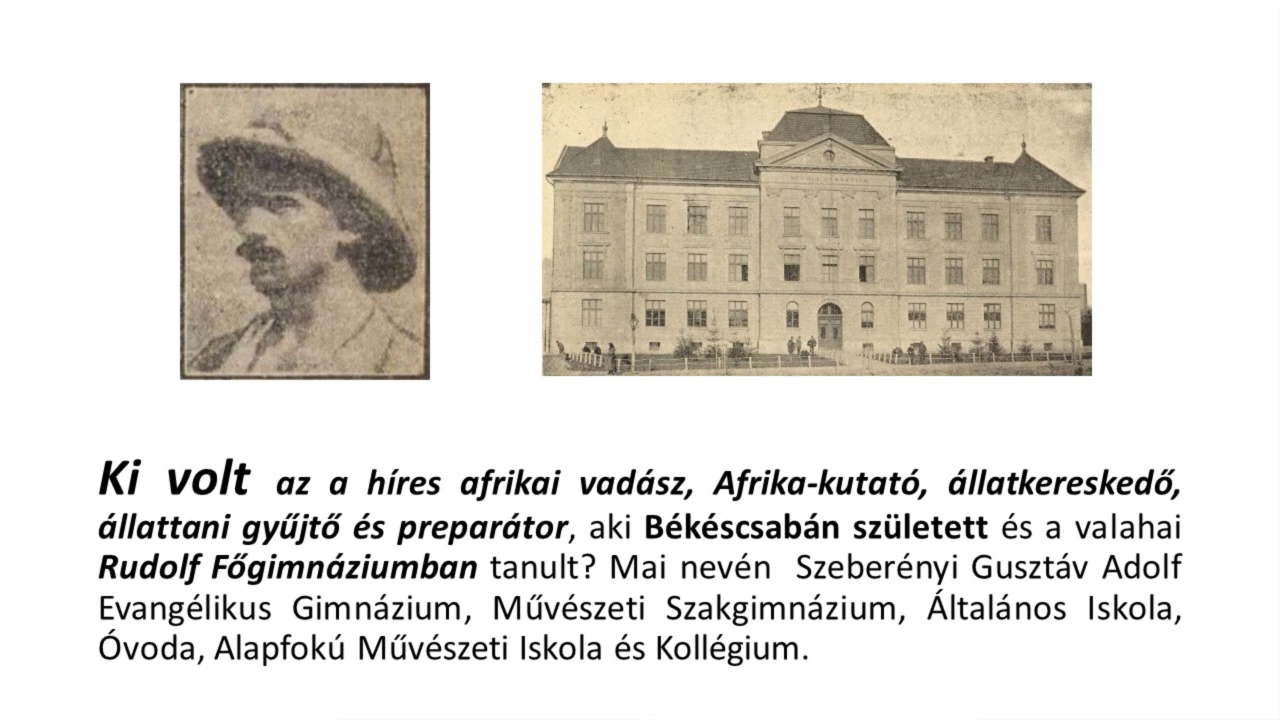 Ki volt az a híres afrikai vadász, Afrika-kutató, állatkereskedő,
állattani gyűjtő és preparátor, aki Békéscsabán született és a valahai
Rudolf Főgimnáziumban tanult? Mai nevén Szeberényi Gusztáv Adolf
Evangélikus Gimnázium, Művészeti Szakgimnázium, Általános Iskola,
Óvoda, Alapfokú Művészeti Iskola és Kollégium.